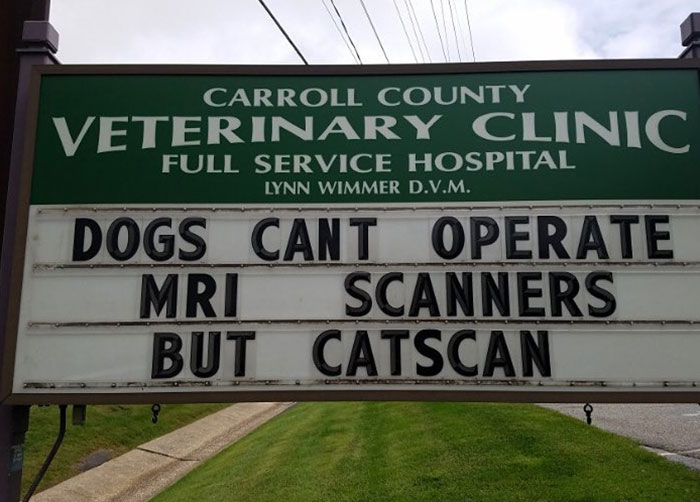 CARROLL COUNTY
VETERINARY CLINIC
FULL SERVICE HOSPITAL
LYNN WIMMER D.V.M.
DOGS CANT OPERATE
MRI SCANNERS
BUT CATSCAN